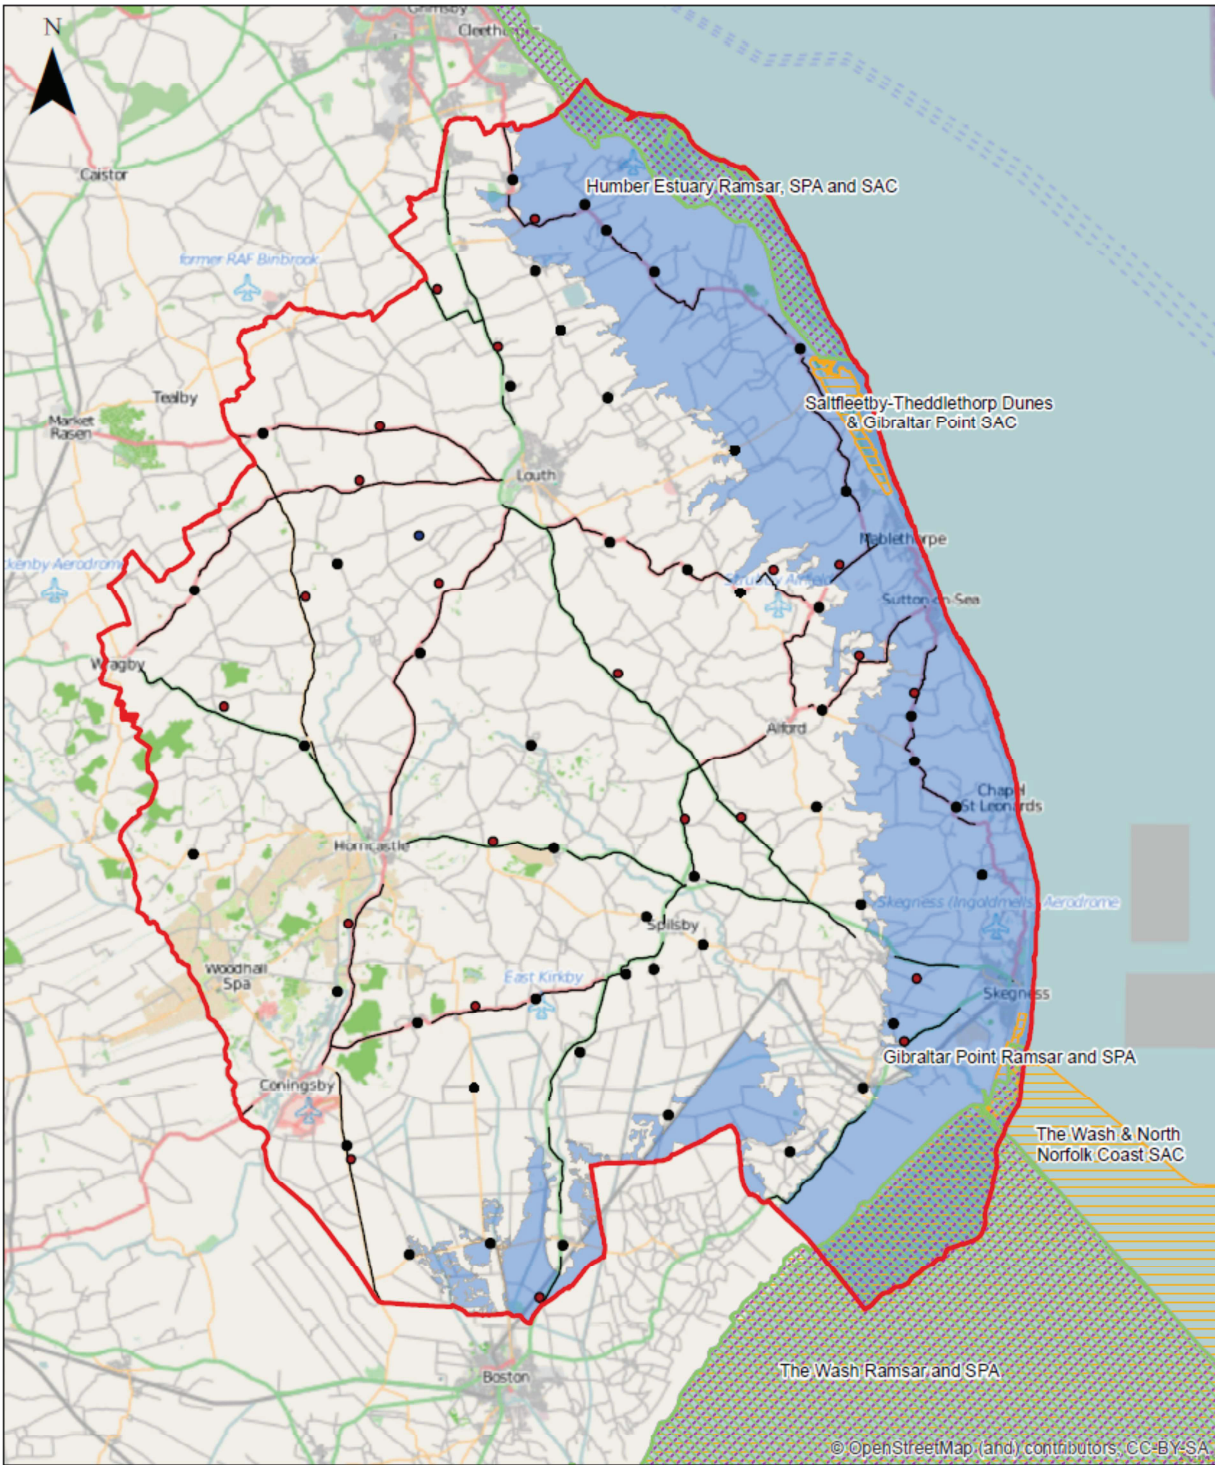 N
Grimsby
Caistor
Humber Estuary Ramsar, SPA and SAC
former RAF Binbrook
Tealby
Market
Rasen
Saltfleetby-Theddlethorp Dunes
& Gibraltar Point SAC
Louth
Mablethorpe
Strubby Airfield
Sutton on Sea
Wragby
Alford
Chapel
St Leonards
Horncastle
Skegness (Ingoldmells) Aerodrome
Spilsby
Woodhall
Spa
East Kirkby
Skegness
Gibraltar Point Ramsar and SPA
Coningsby
The Wash & North
Norfolk Coast SAC
The Wash Ramsar and SPA
Boston
© OpenStreetMap (and) contributors, CC-BY-SA